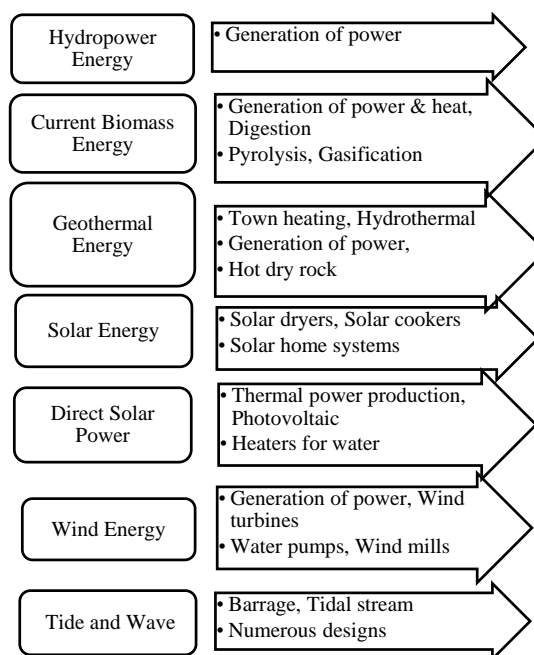 Hydropower
Energy
• Generation of power
Current Biomass
Energy
• Generation of power & heat,
Digestion
• Pyrolysis, Gasification
Geothermal
Energy
• Town heating, Hydrothermal
• Generation of power,
• Hot dry rock
Solar Energy
• Solar dryers, Solar cookers
• Solar home systems
Direct Solar
Power
• Thermal power production,
Photovoltaic
• Heaters for water
Wind Energy
• Generation of power, Wind
turbines
• Water pumps, Wind mills
Tide and Wave
• Barrage, Tidal stream
• Numerous designs